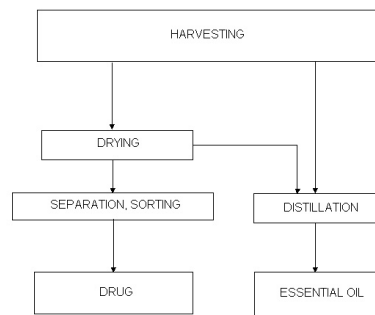 HARVESTING
DRYING
SEPARATION, SORTING
DISTILLATION
DRUG
ESSENTIAL OIL